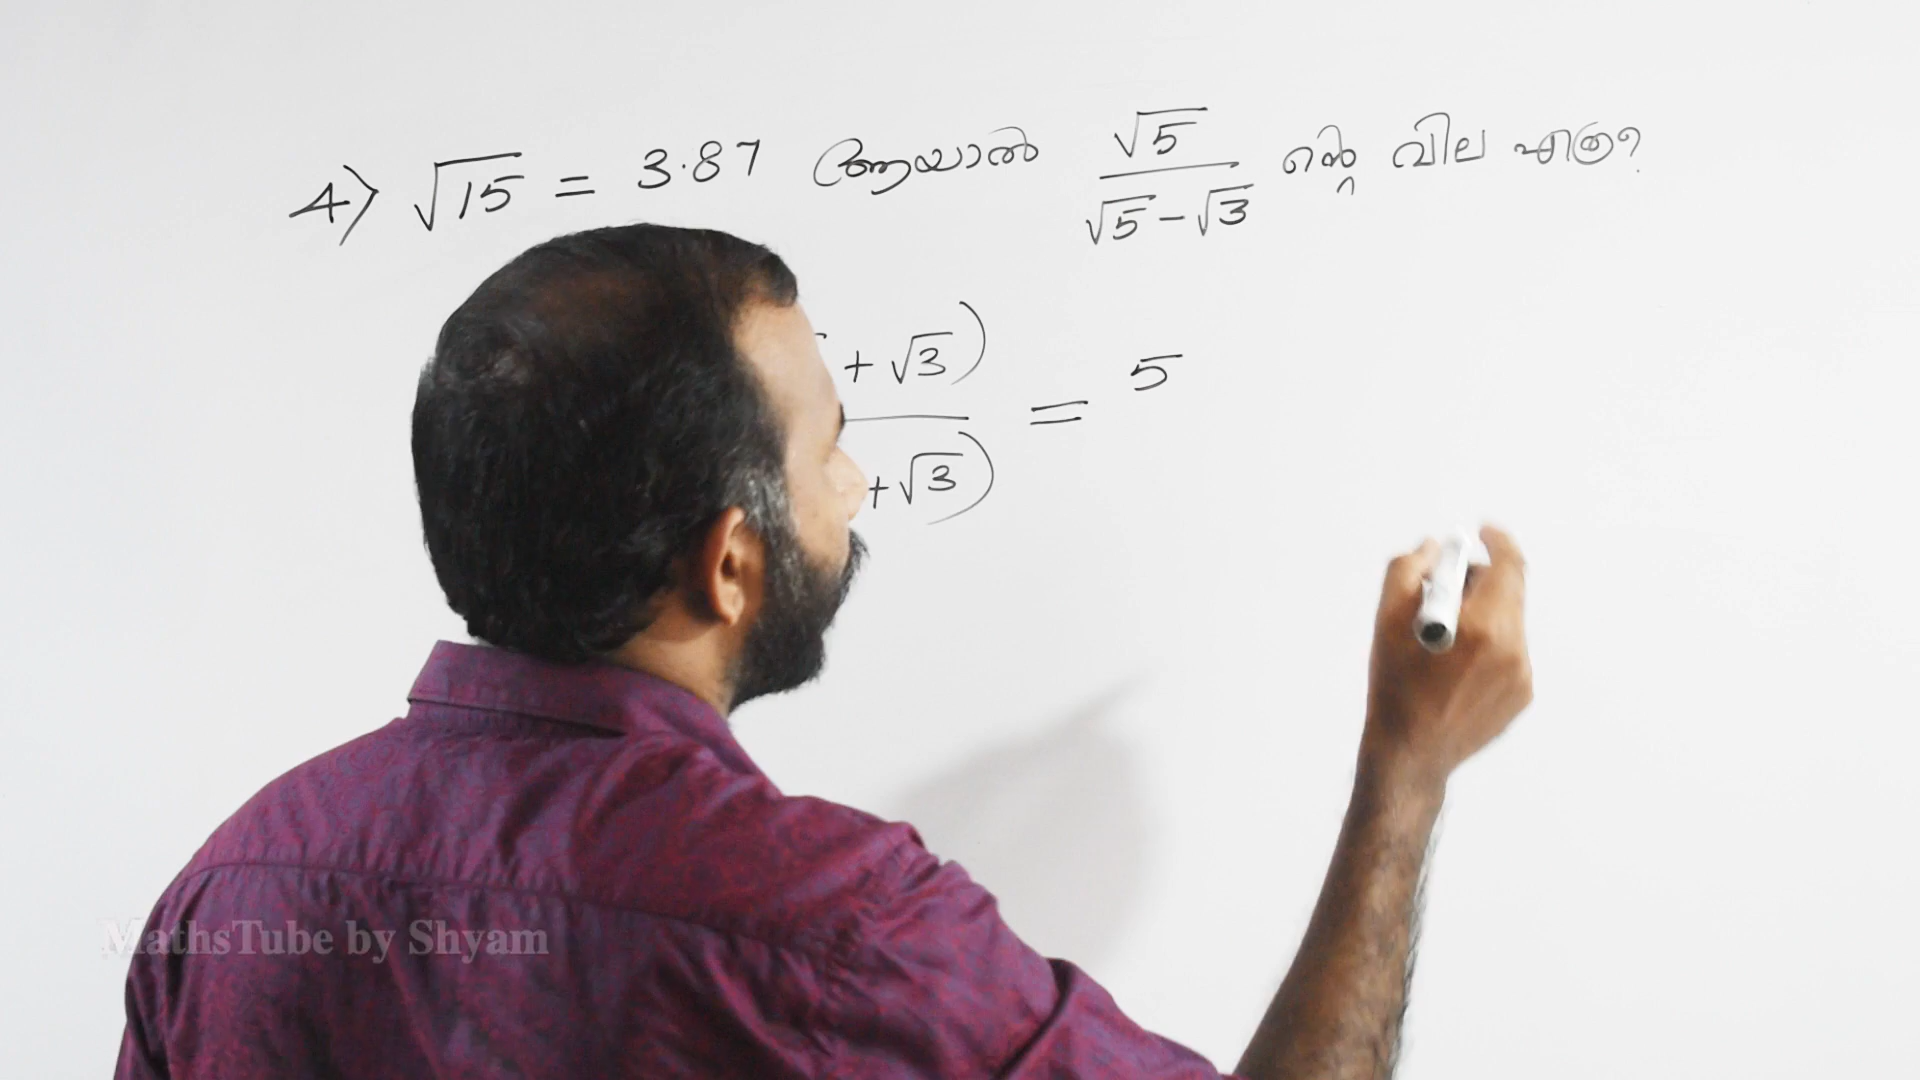 4) √15 = 3.87 ആയാൽ √5 / (√5 − √3) ന്റെ വില എത്ര?
+ √3) / + √3) = 5
MathsTube by Shyam